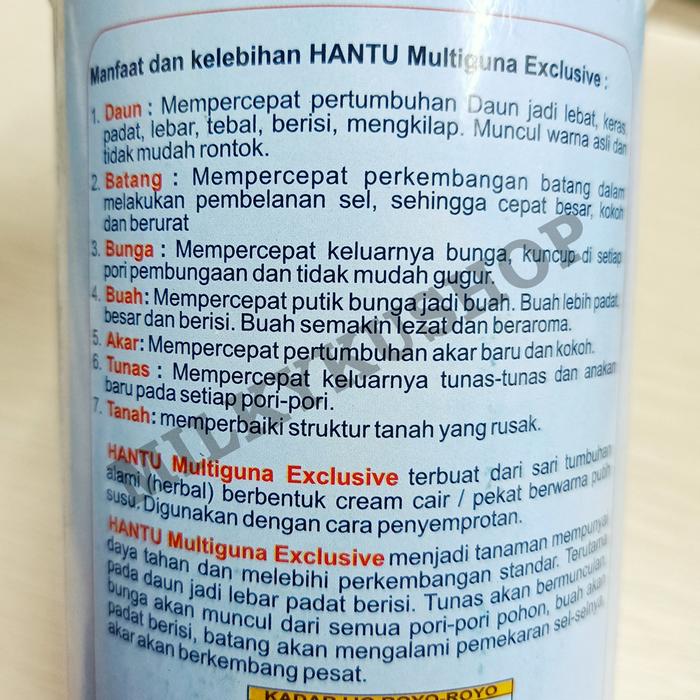 Manfaat dan kelebihan HANTU Multiguna Exclusive :
1. Daun : Mempercepat pertumbuhan Daun jadi lebat, keras,
padat, lebar, tebal, berisi, mengkilap. Muncul warna asli dan
tidak mudah rontok.
2. Batang : Mempercepat perkembangan batang dalam
melakukan pembelanan sel, sehingga cepat besar, kokoh
dan berurat
3. Bunga : Mempercepat keluarnya bunga, kuncup di setiap
pori pembungaan dan tidak mudah gugur.
4. Buah: Mempercepat putik bunga jadi buah. Buah lebih padat,
besar dan berisi. Buah semakin lezat dan beraroma.
5. Akar: Mempercepat pertumbuhan akar baru dan kokoh.
6. Tunas : Mempercepat keluarnya tunas-tunas dan anakan
baru pada setiap pori-pori.
7. Tanah: memperbaiki struktur tanah yang rusak.
HANTU Multiguna Exclusive terbuat dari sari tumbuhan
alami (herbal) berbentuk cream cair / pekat berwarna putih
susu. Digunakan dengan cara penyemprotan.
HANTU Multiguna Exclusive menjadi tanaman mempunyai
daya tahan dan melebihi perkembangan standar. Terutama
pada daun jadi lebar padat berisi. Tunas akan bermunculan,
bunga akan muncul dari semua pori-pori pohon, buah akan
padat berisi, batang akan mengalami pemekaran sel-selnya,
akar akan berkembang pesat.
MILKYKUSHOP